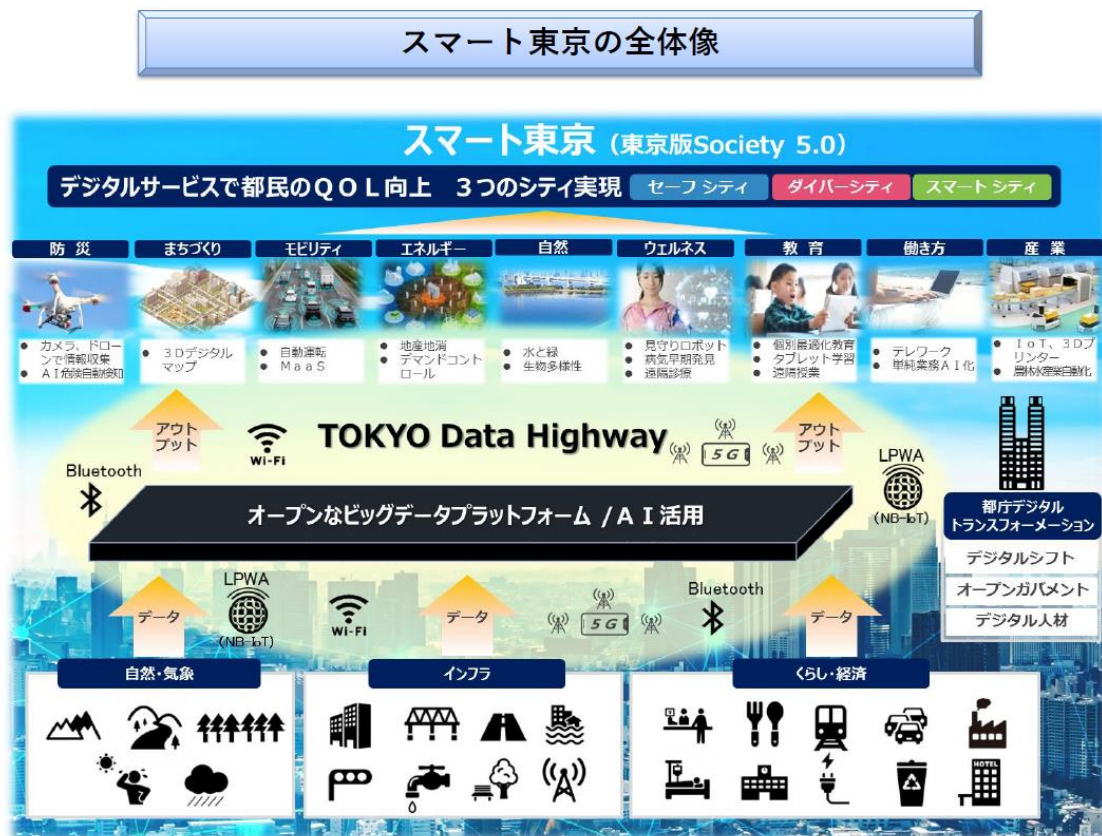 スマート東京の全体像
スマート東京（東京版Society 5.0）
デジタルサービスで都民のQOL向上　3つのシティ実現
セーフ シティ
ダイバーシティ
スマート シティ
防 災
まちづくり
モビリティ
エネルギー
自然
ウェルネス
教 育
働き方
産 業
● カメラ、ドロー
ンで情報収集
● AI危険自動検知
● 3Dデジタル
マップ
● 自動運転
● MaaS
● 地産地消
● デマンドコント
ロール
● 水と緑
● 生物多様性
● 見守りロボット
● 病気早期発見
● 遠隔診療
● 個別最適化教育
● タブレット学習
● 遠隔授業
● テレワーク
● 単純業務AI化
● IoT、3Dプ
リンター
● 農林水産業自動化
アウト
プット
Wi-Fi
TOKYO Data Highway
5G
アウト
プット
Bluetooth
LPWA
(NB-IoT)
オープンなビッグデータプラットフォーム /AI活用
都庁デジタル
トランスフォーメーション
デジタルシフト
オープンガバメント
デジタル人材
データ
LPWA
(NB-IoT)
Wi-Fi
データ
5G
Bluetooth
データ
自然・気象
インフラ
くらし・経済
HOTEL